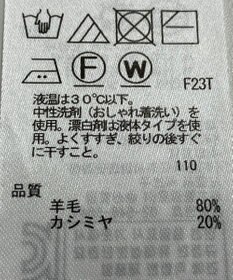 F
W
F23T
液温は30℃以下。
中性洗剤（おしゃれ着洗い）を
使用。漂白剤は液体タイプを使
用。よくすすぎ、絞りの後すぐ
に干すこと。
110
品質
羊毛 80%
カシミヤ 20%